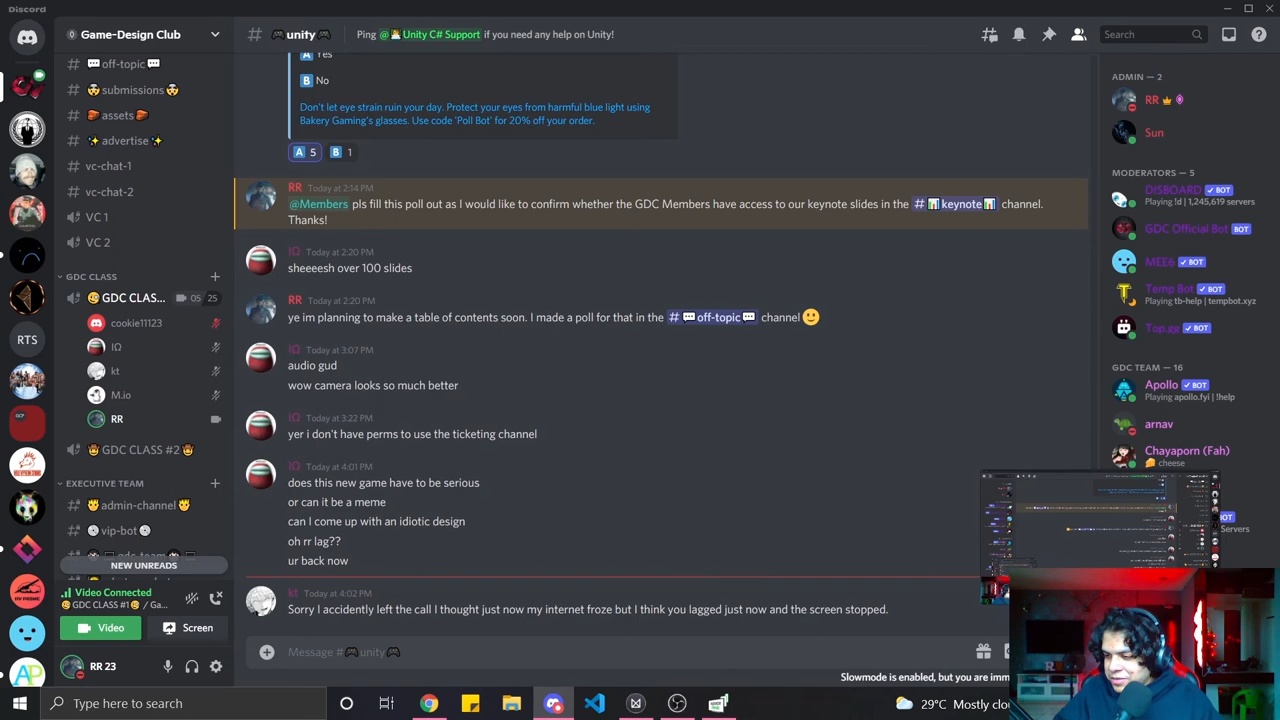 Discord
Game-Design Club
unity
Ping @ Unity C# Support if you need any help on Unity!
Search
off-topic
submissions
assets
advertise
vc-chat-1
vc-chat-2
VC 1
VC 2
GDC CLASS
GDC CLAS... 05 25
cookie11123
IΩ
kt
M.io
RR
GDC CLASS #2
EXECUTIVE TEAM
admin-channel
vip-bot
NEW UNREADS
Video Connected
GDC CLASS #1 / Ga...
Video
Screen
RR 23
RTS
A Yes
B No
Don't let eye strain ruin your day. Protect your eyes from harmful blue light using
Bakery Gaming's glasses. Use code 'Poll Bot' for 20% off your order.
A 5 B 1
RR Today at 2:14 PM
@Members pls fill this poll out as I would like to confirm whether the GDC Members have access to our keynote slides in the # keynote channel.
Thanks!
IΩ Today at 2:20 PM
sheeeesh over 100 slides
RR Today at 2:20 PM
ye im planning to make a table of contents soon. I made a poll for that in the # off-topic channel
IΩ Today at 3:07 PM
audio gud
wow camera looks so much better
IΩ Today at 3:22 PM
yer i don't have perms to use the ticketing channel
IΩ Today at 4:01 PM
does this new game have to be serious
or can it be a meme
can I come up with an idiotic design
oh rr lag??
ur back now
kt Today at 4:02 PM
Sorry I accidently left the call I thought just now my internet froze but I think you lagged just now and the screen stopped.
Message # unity
Slowmode is enabled, but you are imm
ADMIN — 2
RR
Sun
MODERATORS — 5
DISBOARD BOT
Playing !d | 1,245,619 servers
GDC Official Bot BOT
MEE6 BOT
Temp Bot BOT
Playing tb-help | tempbot.xyz
Top.gg BOT
GDC TEAM — 16
Apollo BOT
Playing apollo.fyi | !help
arnav
Chayaporn (Fah)
cheese
BOT
Servers
Type here to search
29°C Mostly clo